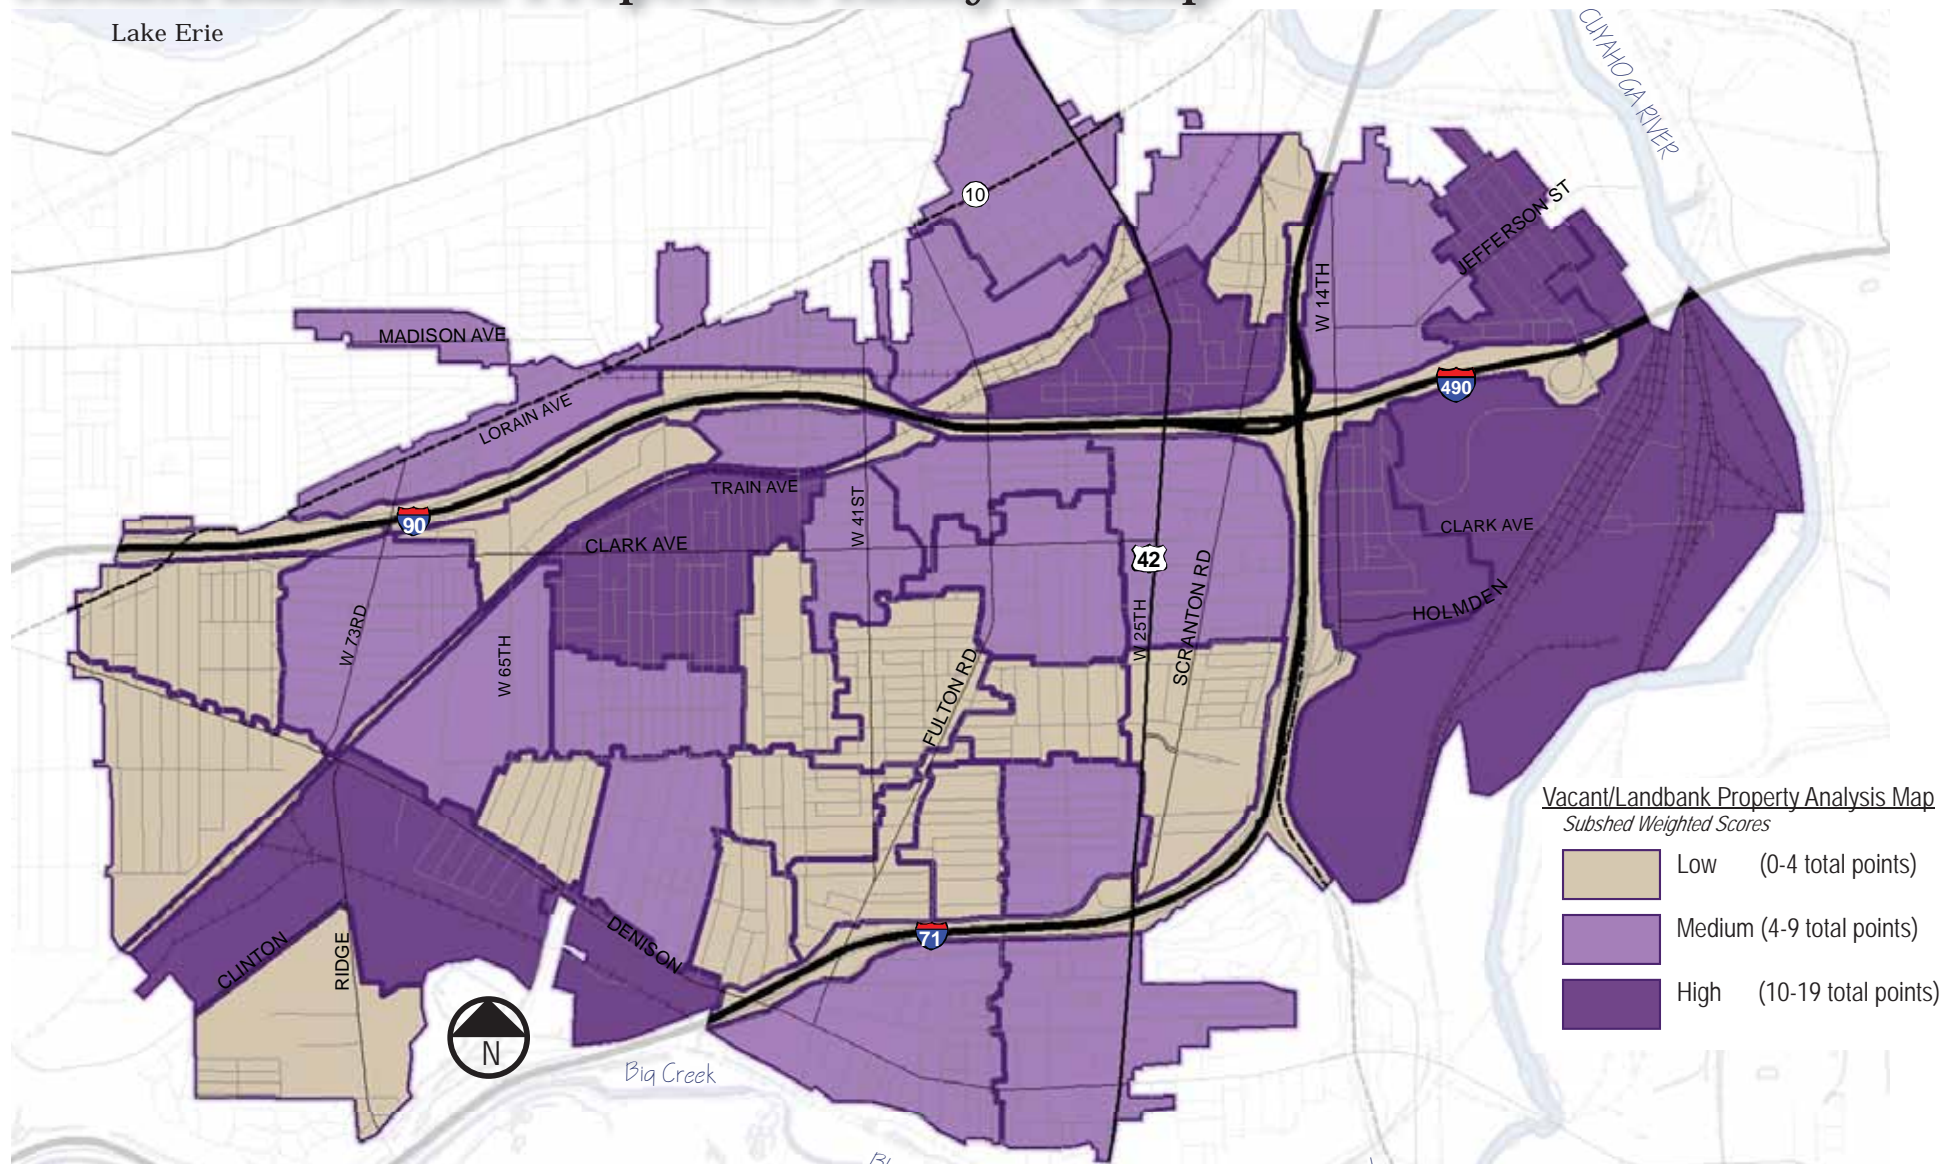 Lake Erie
CUYAHOGA RIVER
10
JEFFERSON ST
W 14TH
MADISON AVE
490
LORAIN AVE
TRAIN AVE
W 41ST
90
CLARK AVE
CLARK AVE
42
SCRANTON RD
HOLMDEN
W 73RD
W 65TH
W 25TH
FULTON RD
Vacant/Landbank Property Analysis Map
Subshed Weighted Scores
Low (0-4 total points)
Medium (4-9 total points)
High (10-19 total points)
71
DENISON
CLINTON
RIDGE
N
Big Creek